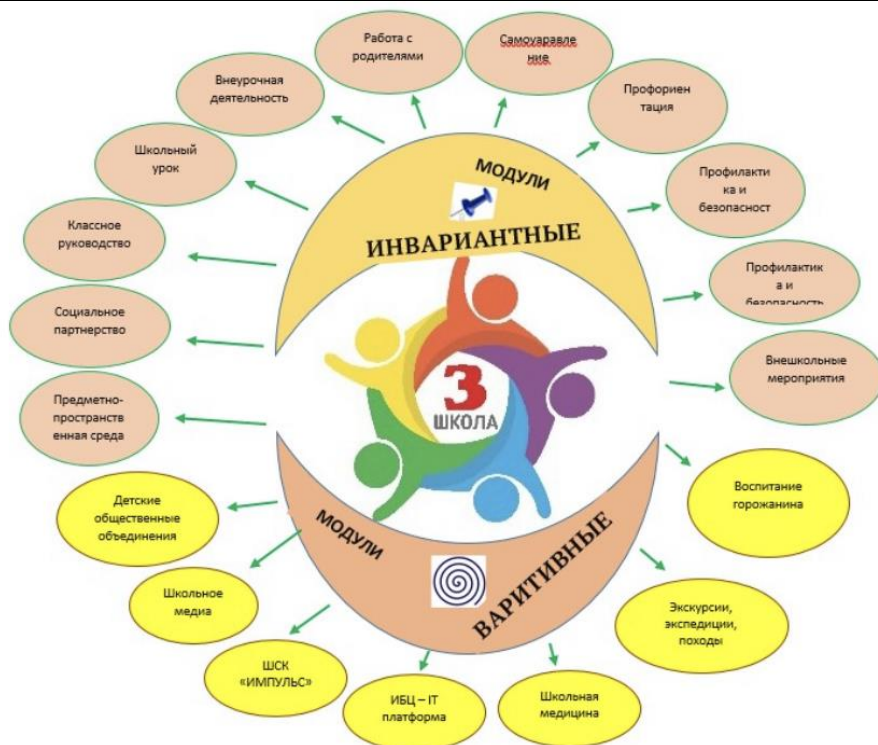 Работа с
родителями
Самоуаравле
ние
Внеурочная
деятельность
Профориен
тация
Школьный
урок
Профилакти
ка и
безопасност
Классное
руководство
Профилактик
а и
безопасность
Социальное
партнерство
Внешкольные
мероприятия
Предметно-
пространств
енная среда
МОДУЛИ
ИНВАРИАНТНЫЕ
3
ШКОЛА
МОДУЛИ
ВАРИТИВНЫЕ
Детские
общественные
объединения
Воспитание
горожанина
Школьное
медиа
Экскурсии,
экспедиции,
походы
ШСК
«ИМПУЛЬС»
ИБЦ – IT
платформа
Школьная
медицина